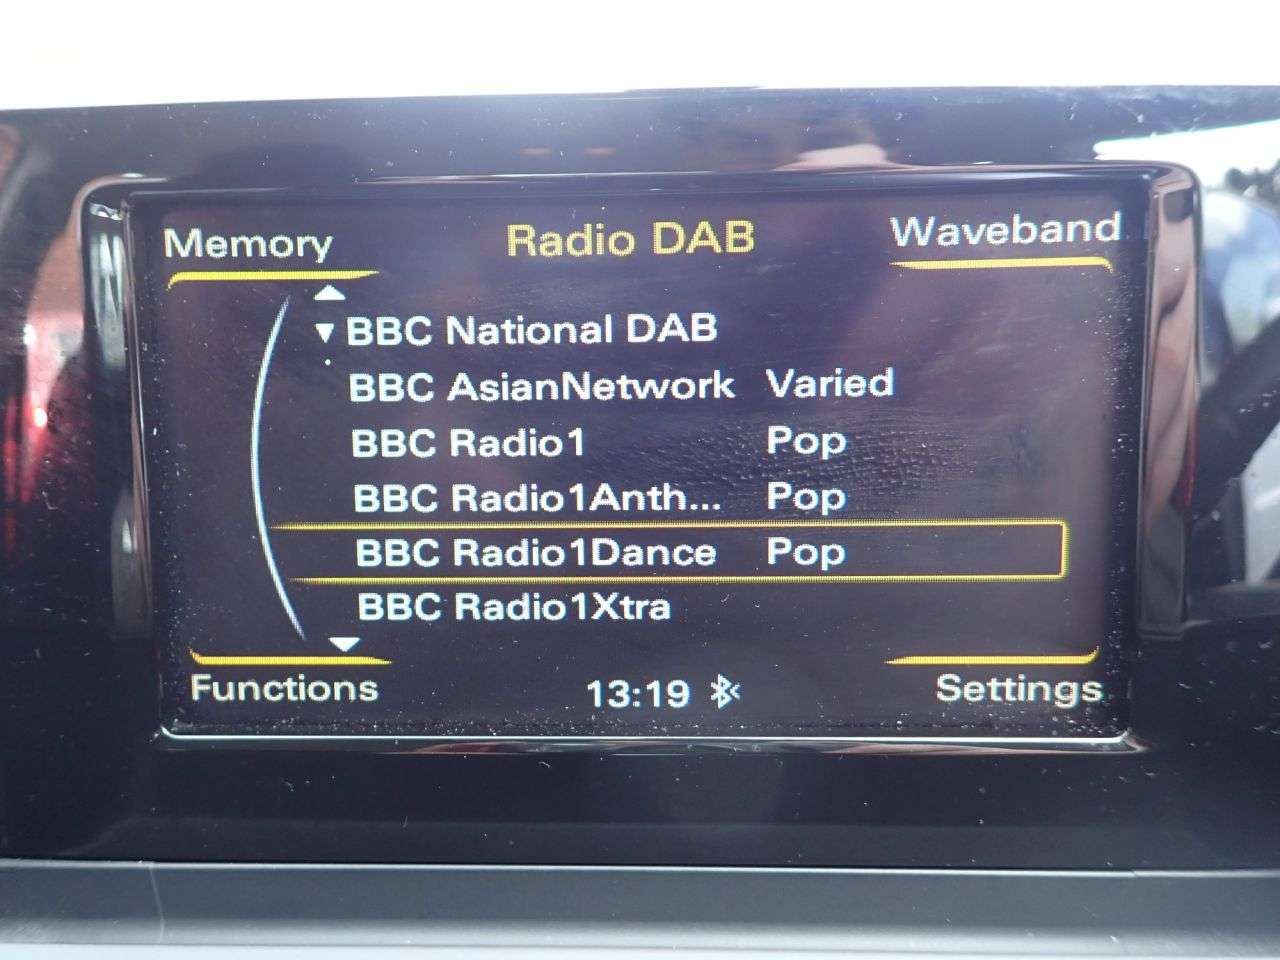 Memory Radio DAB Waveband
BBC National DAB
BBC AsianNetwork Varied
BBC Radio1 Pop
BBC Radio1Anth... Pop
BBC Radio1Dance Pop
BBC Radio1Xtra
Functions 13:19 Settings